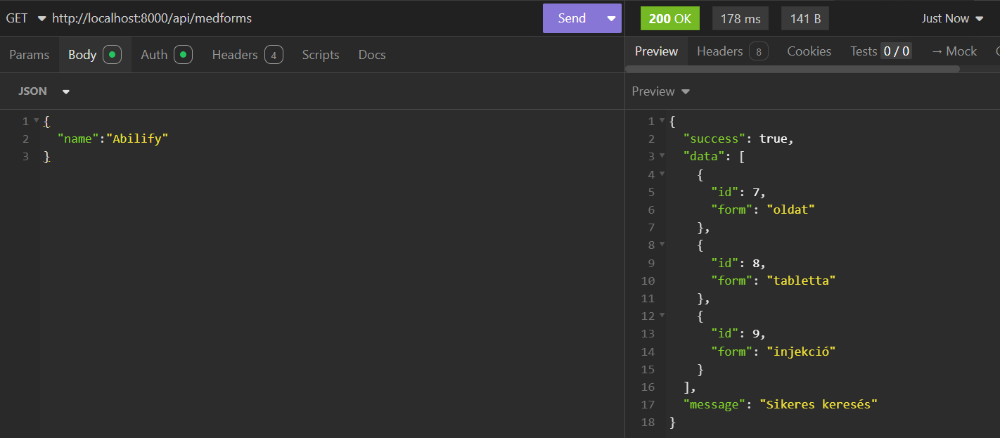 GET http://localhost:8000/api/medforms Send
200 OK 178 ms 141 B Just Now
Params Body Auth Headers 4 Scripts Docs
Preview Headers 8 Cookies Tests 0 / 0 → Mock
JSON
Preview
1 {
2 "name":"Abilify"
3 }
1 {
2 "success": true,
3 "data": [
4 {
5 "id": 7,
6 "form": "oldat"
7 },
8 {
9 "id": 8,
10 "form": "tabletta"
11 },
12 {
13 "id": 9,
14 "form": "injekció"
15 }
16 ],
17 "message": "Sikeres keresés"
18 }